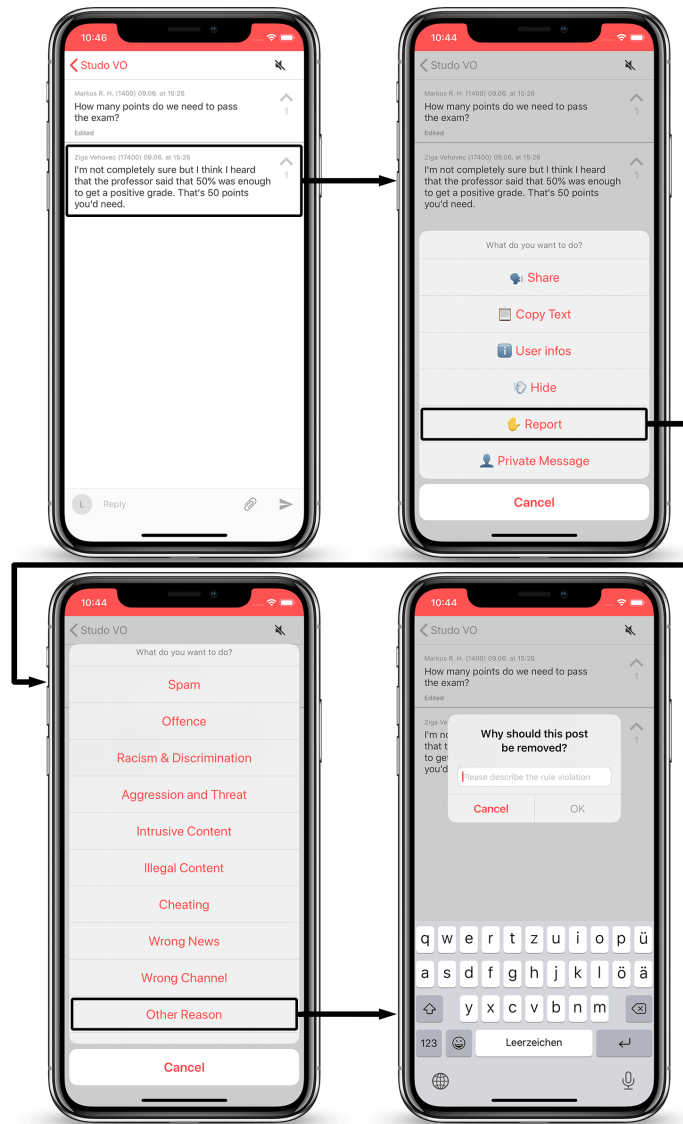 10:46
Studo VO
Markus R. H. (1400) 09.06. at 15:26
How many points do we need to pass
the exam?
1
Edited
Ziga Vehovec (17400) 09.06. at 15:26
I'm not completely sure but I think I heard
that the professor said that 50% was enough
to get a positive grade. That's 50 points
you'd need.
1
L
Reply
10:44
Studo VO
Markus R. H. (1400) 09.06. at 15:26
How many points do we need to pass
the exam?
1
Edited
Ziga Vehovec (17400) 09.06. at 15:26
I'm not completely sure but I think I heard
that the professor said that 50% was enough
to get a positive grade. That's 50 points
you'd need.
1
What do you want to do?
Share
Copy Text
User infos
Hide
Report
Private Message
Cancel
10:44
Studo VO
What do you want to do?
Spam
Offence
Racism & Discrimination
Aggression and Threat
Intrusive Content
Illegal Content
Cheating
Wrong News
Wrong Channel
Other Reason
Cancel
10:44
Studo VO
Markus R. H. (1400) 09.06. at 15:26
How many points do we need to pass
the exam?
1
Edited
Ziga Ve
I'm no
that t
to get
you'd
1
Why should this post
be removed?
Please describe the rule violation
Cancel OK
q w e r t z u i o p ü
a s d f g h j k l ö ä
y x c v b n m
123 Leerzeichen